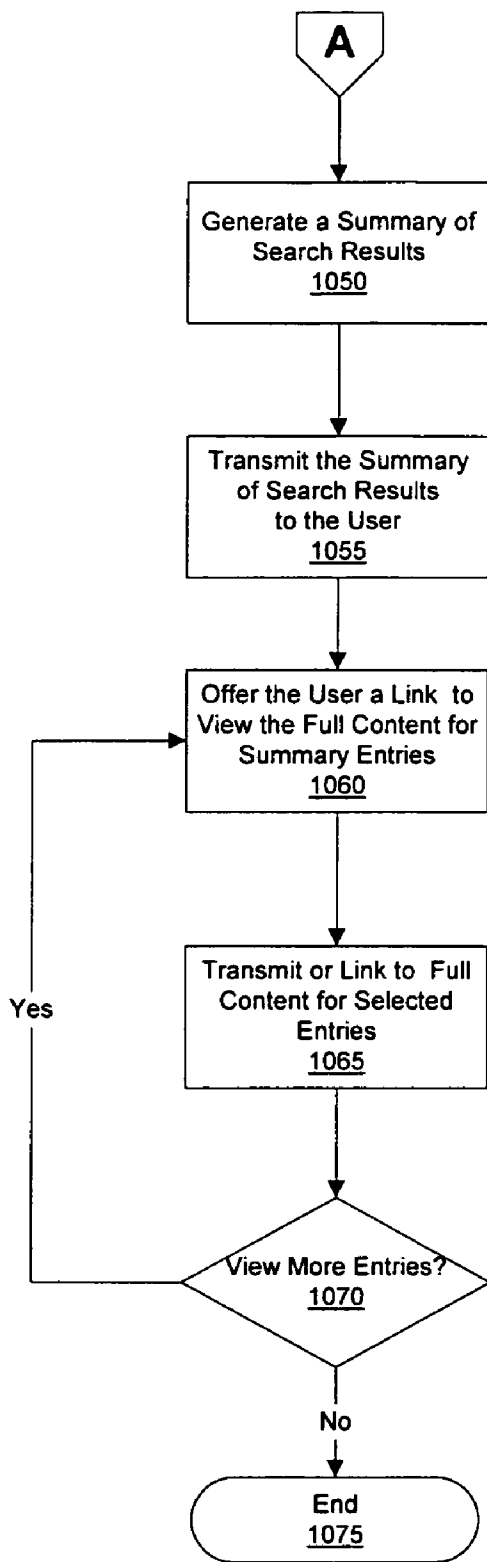 A
Generate a Summary of
Search Results
1050
Transmit the Summary
of Search Results
to the User
1055
Offer the User a Link to
View the Full Content for
Summary Entries
1060
Transmit or Link to Full
Content for Selected
Entries
1065
Yes
View More Entries?
1070
No
End
1075